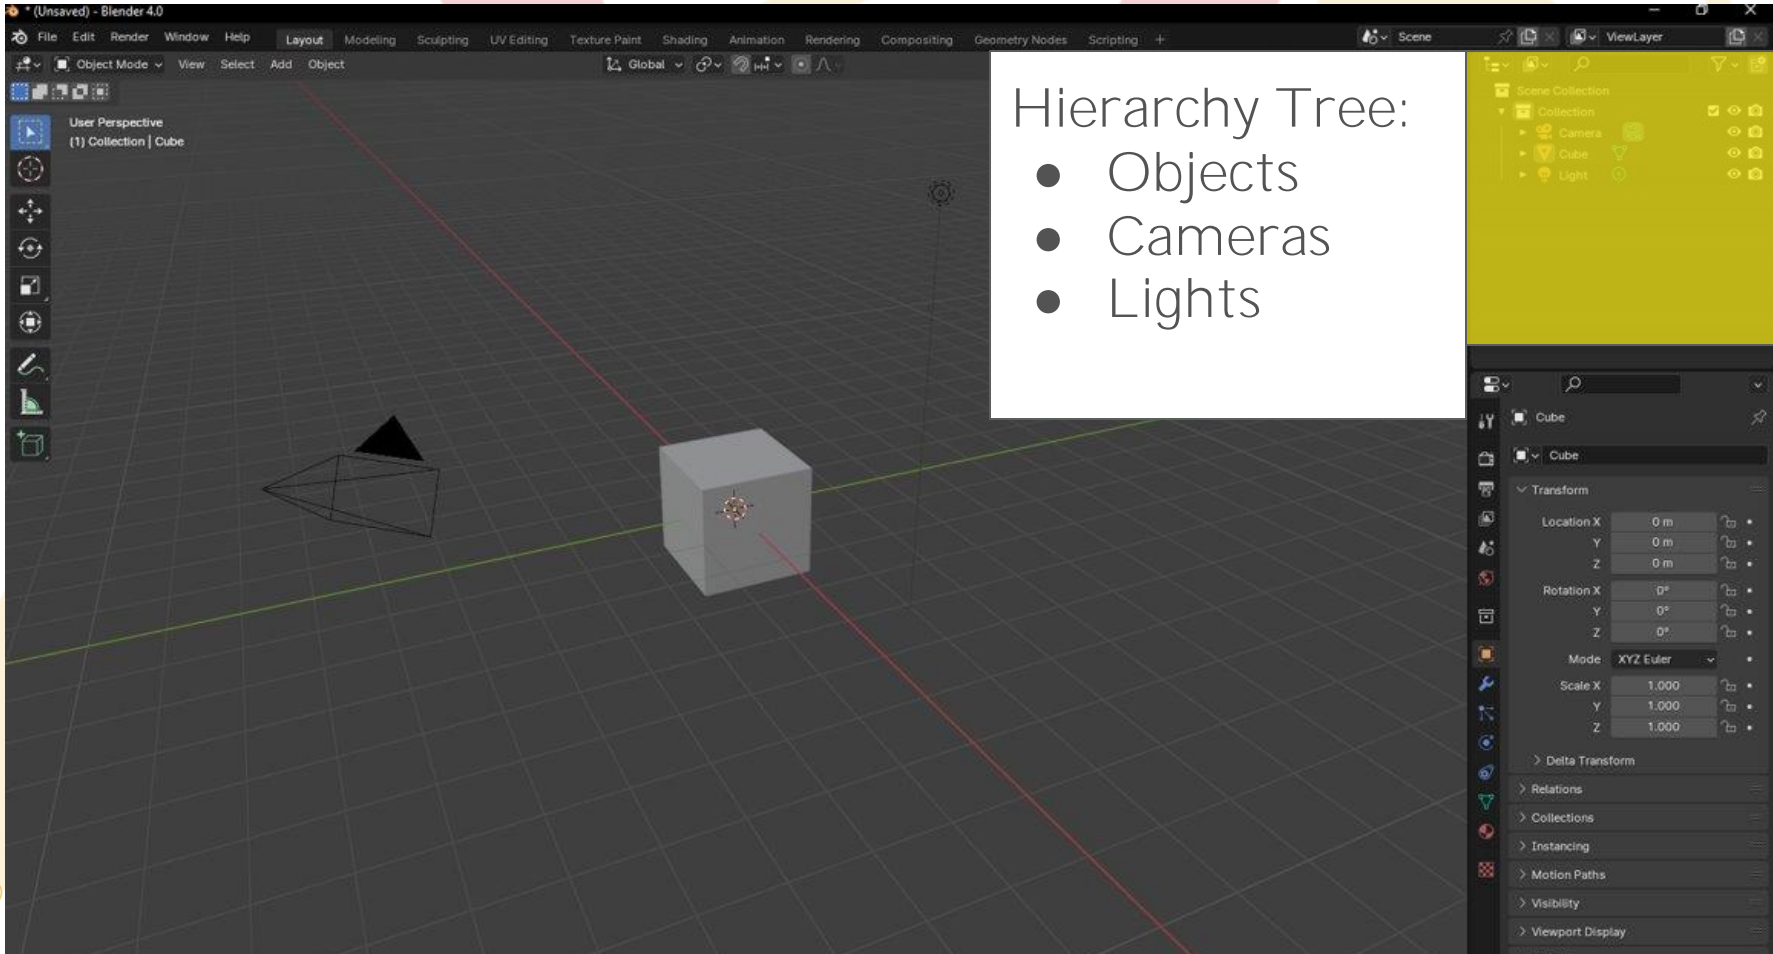 * (Unsaved) - Blender 4.0
File Edit Render Window Help Layout Modeling Sculpting UV Editing Texture Paint Shading Animation Rendering Compositing Geometry Nodes Scripting + Scene ViewLayer
Object Mode View Select Add Object Global
User Perspective
(1) Collection | Cube
Hierarchy Tree:
● Objects
● Cameras
● Lights
Scene Collection
Collection
Camera
Cube
Light
Cube
Cube
Transform
Location X 0 m
Y 0 m
Z 0 m
Rotation X 0°
Y 0°
Z 0°
Mode XYZ Euler
Scale X 1.000
Y 1.000
Z 1.000
Delta Transform
Relations
Collections
Instancing
Motion Paths
Visibility
Viewport Display